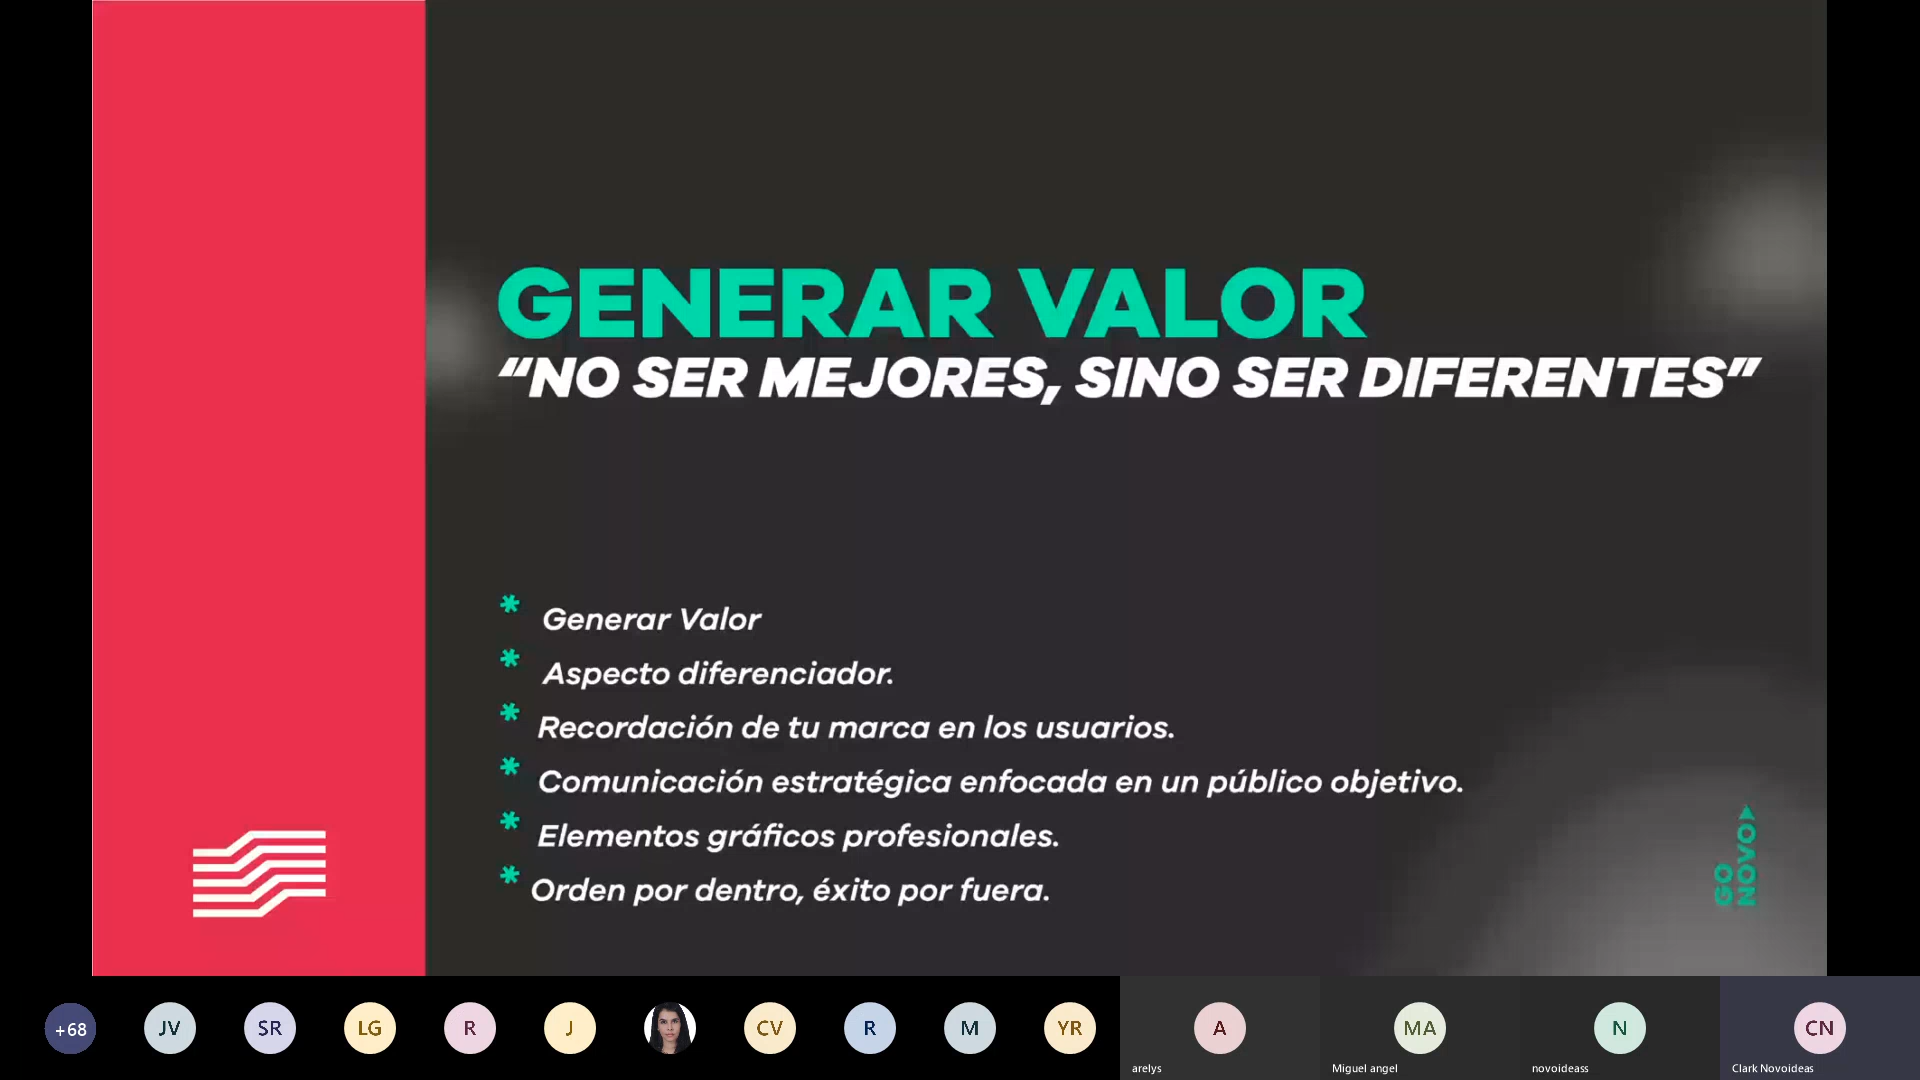 GENERAR VALOR
“NO SER MEJORES, SINO SER DIFERENTES”
* Generar Valor
* Aspecto diferenciador.
* Recordación de tu marca en los usuarios.
* Comunicación estratégica enfocada en un público objetivo.
* Elementos gráficos profesionales.
* Orden por dentro, éxito por fuera.
GO
NOVO
+68
JV
SR
LG
R
J
CV
R
M
YR
A
arelys
MA
Miguel angel
N
novoideass
CN
Clark Novoideas